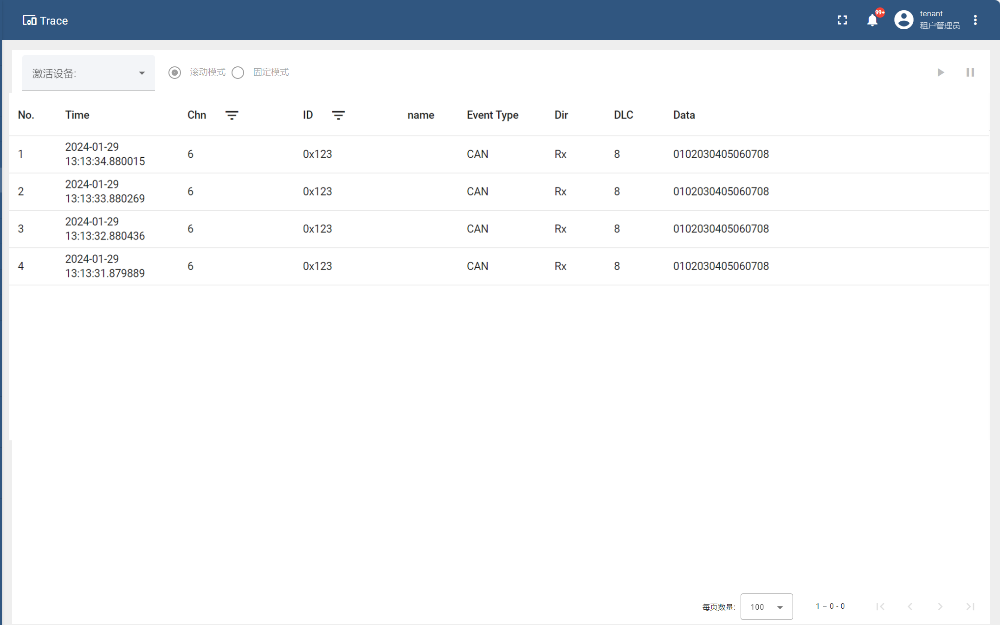 Trace
99+
tenant
租户管理员
激活设备:
滚动模式 固定模式
No. Time Chn ID name Event Type Dir DLC Data
1 2024-01-29 13:13:34.880015 6 0x123 CAN Rx 8 0102030405060708
2 2024-01-29 13:13:33.880269 6 0x123 CAN Rx 8 0102030405060708
3 2024-01-29 13:13:32.880436 6 0x123 CAN Rx 8 0102030405060708
4 2024-01-29 13:13:31.879889 6 0x123 CAN Rx 8 0102030405060708
每页数量: 100 1 – 0 - 0